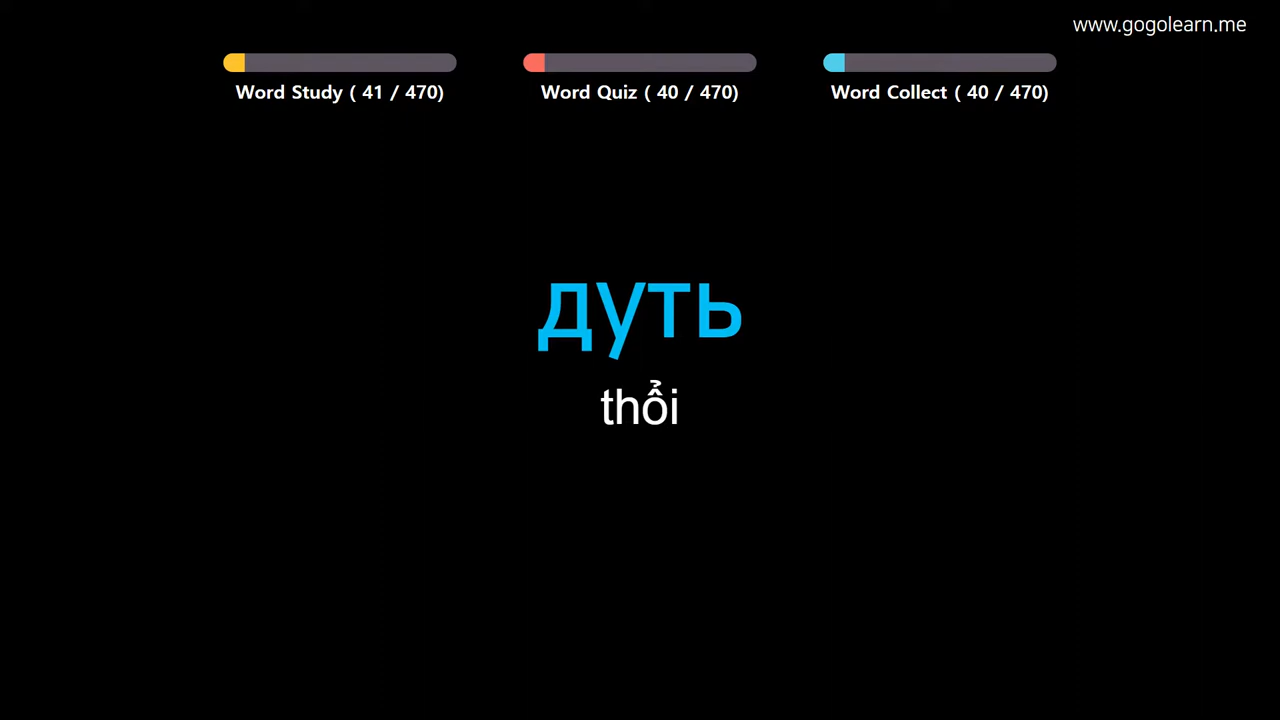 www.gogolearn.me
Word Study ( 41 / 470)
Word Quiz ( 40 / 470)
Word Collect ( 40 / 470)
дуть
thổi